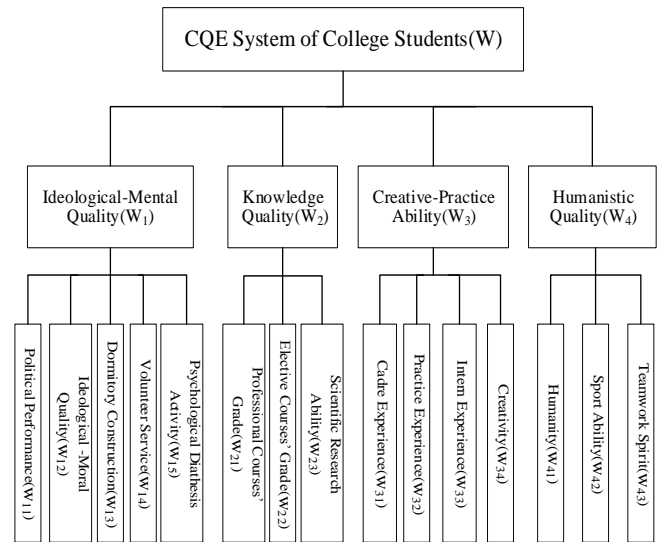 CQE System of College Students(W)
Ideological-Mental
Quality(W₁)
Knowledge
Quality(W₂)
Creative-Practice
Ability(W₃)
Humanistic
Quality(W₄)
Political Performance(W₁₁)
Ideological -Moral
Quality(W₁₂)
Dormitory Construction(W₁₃)
Volunteer Service(W₁₄)
Psychological Diathesis
Activity(W₁₅)
Professional Courses’
Grade(W₂₁)
Elective Courses’ Grade(W₂₂)
Scientific Research
Ability(W₂₃)
Cadre Experience(W₃₁)
Practice Experience(W₃₂)
Intern Experience(W₃₃)
Creativity(W₃₄)
Humanity(W₄₁)
Sport Ability(W₄₂)
Teamwork Spirit(W₄₃)